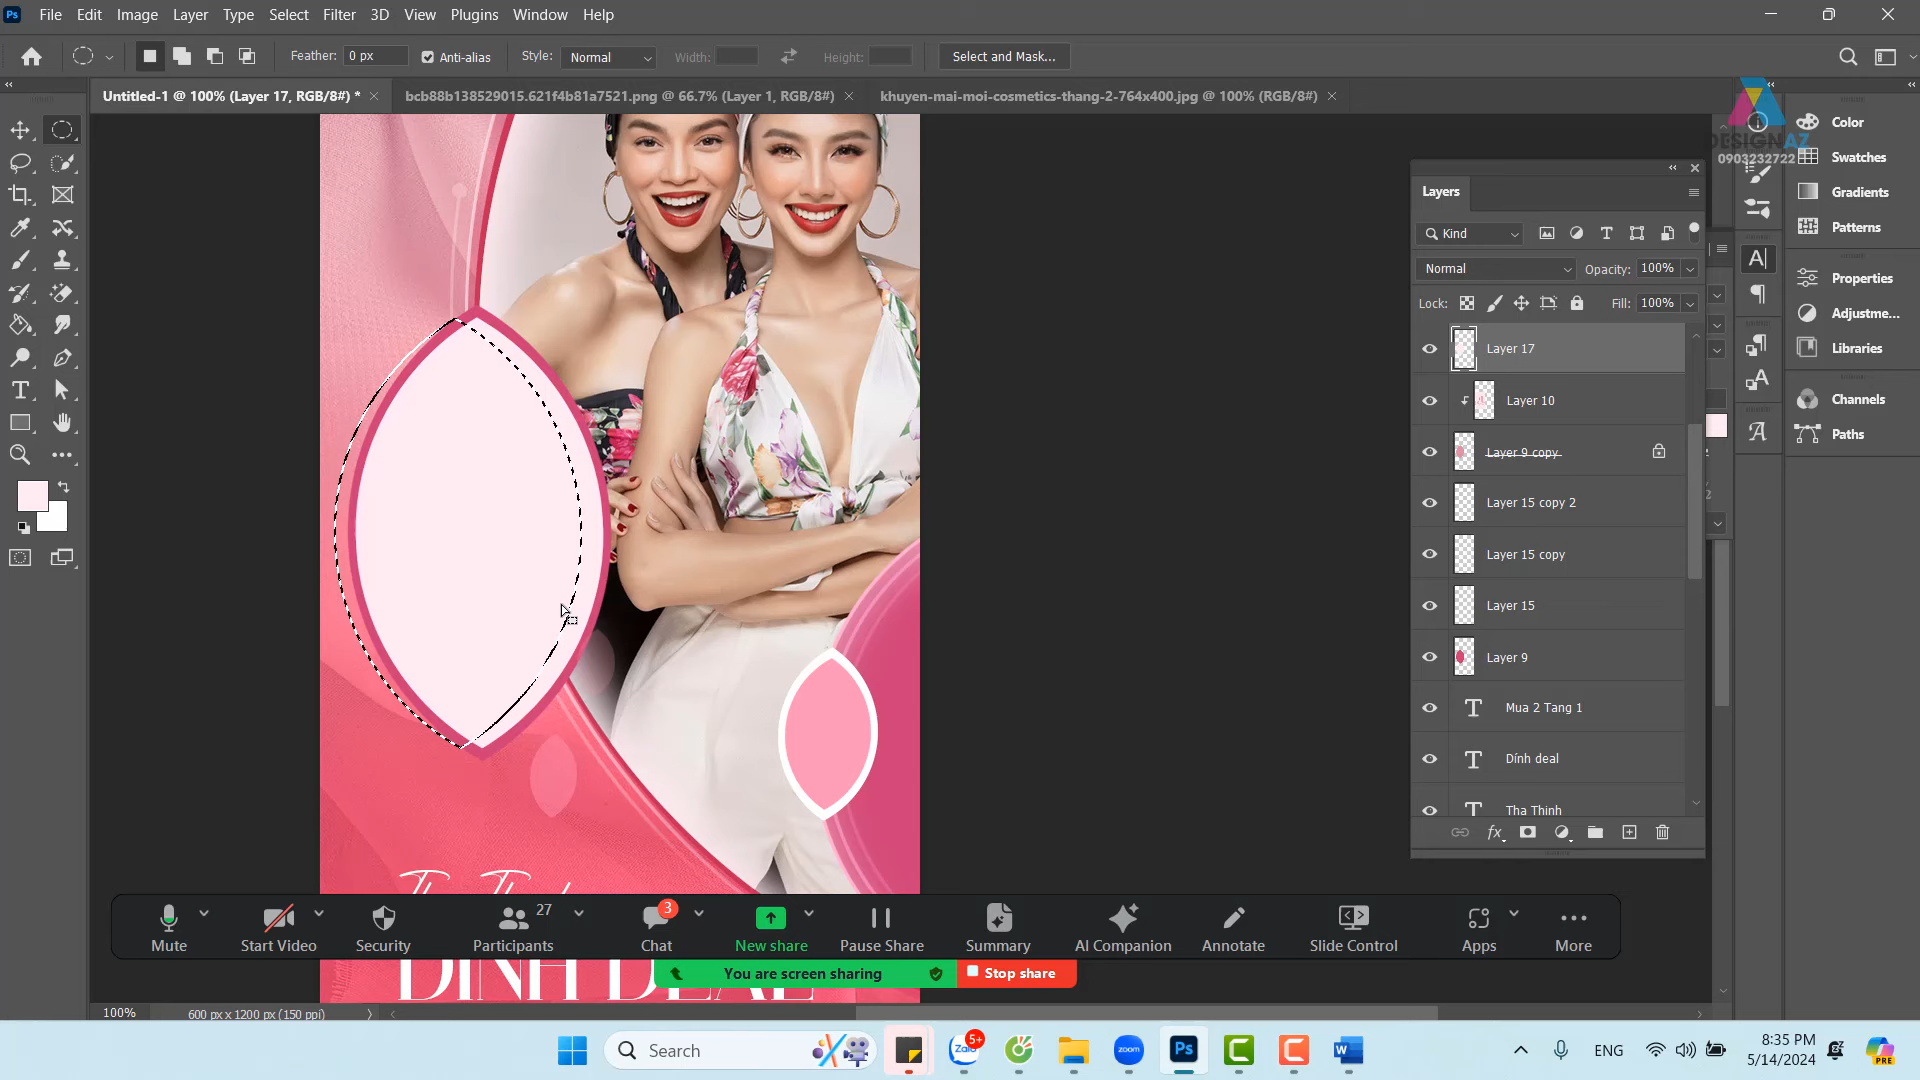 Ps File Edit Image Layer Type Select Filter 3D View Plugins Window Help
Feather: 0 px Anti-alias Style: Normal Width: Height: Select and Mask...
Untitled-1 @ 100% (Layer 17, RGB/8#) * bcb88b138529015.621f4b81a7521.png @ 66.7% (Layer 1, RGB/8#) khuyen-mai-moi-cosmetics-thang-2-764x400.jpg @ 100% (RGB/8#)
DESIGN AZ
0903232722
Color
Swatches
Gradients
Patterns
Properties
Adjustme...
Libraries
Channels
Paths
Layers
Kind
Normal Opacity: 100%
Lock: Fill: 100%
Layer 17
Layer 10
Layer 9 copy
Layer 15 copy 2
Layer 15 copy
Layer 15
Layer 9
Mua 2 Tang 1
Dính deal
Tha Thinh
DINH DEAL
Mute Start Video Security Participants 27 Chat 3 New share Pause Share Summary AI Companion Annotate Slide Control Apps More
You are screen sharing Stop share
100% 600 px x 1200 px (150 ppi)
Search Zalo 5+ zoom Ps ENG 8:35 PM
5/14/2024 PRE